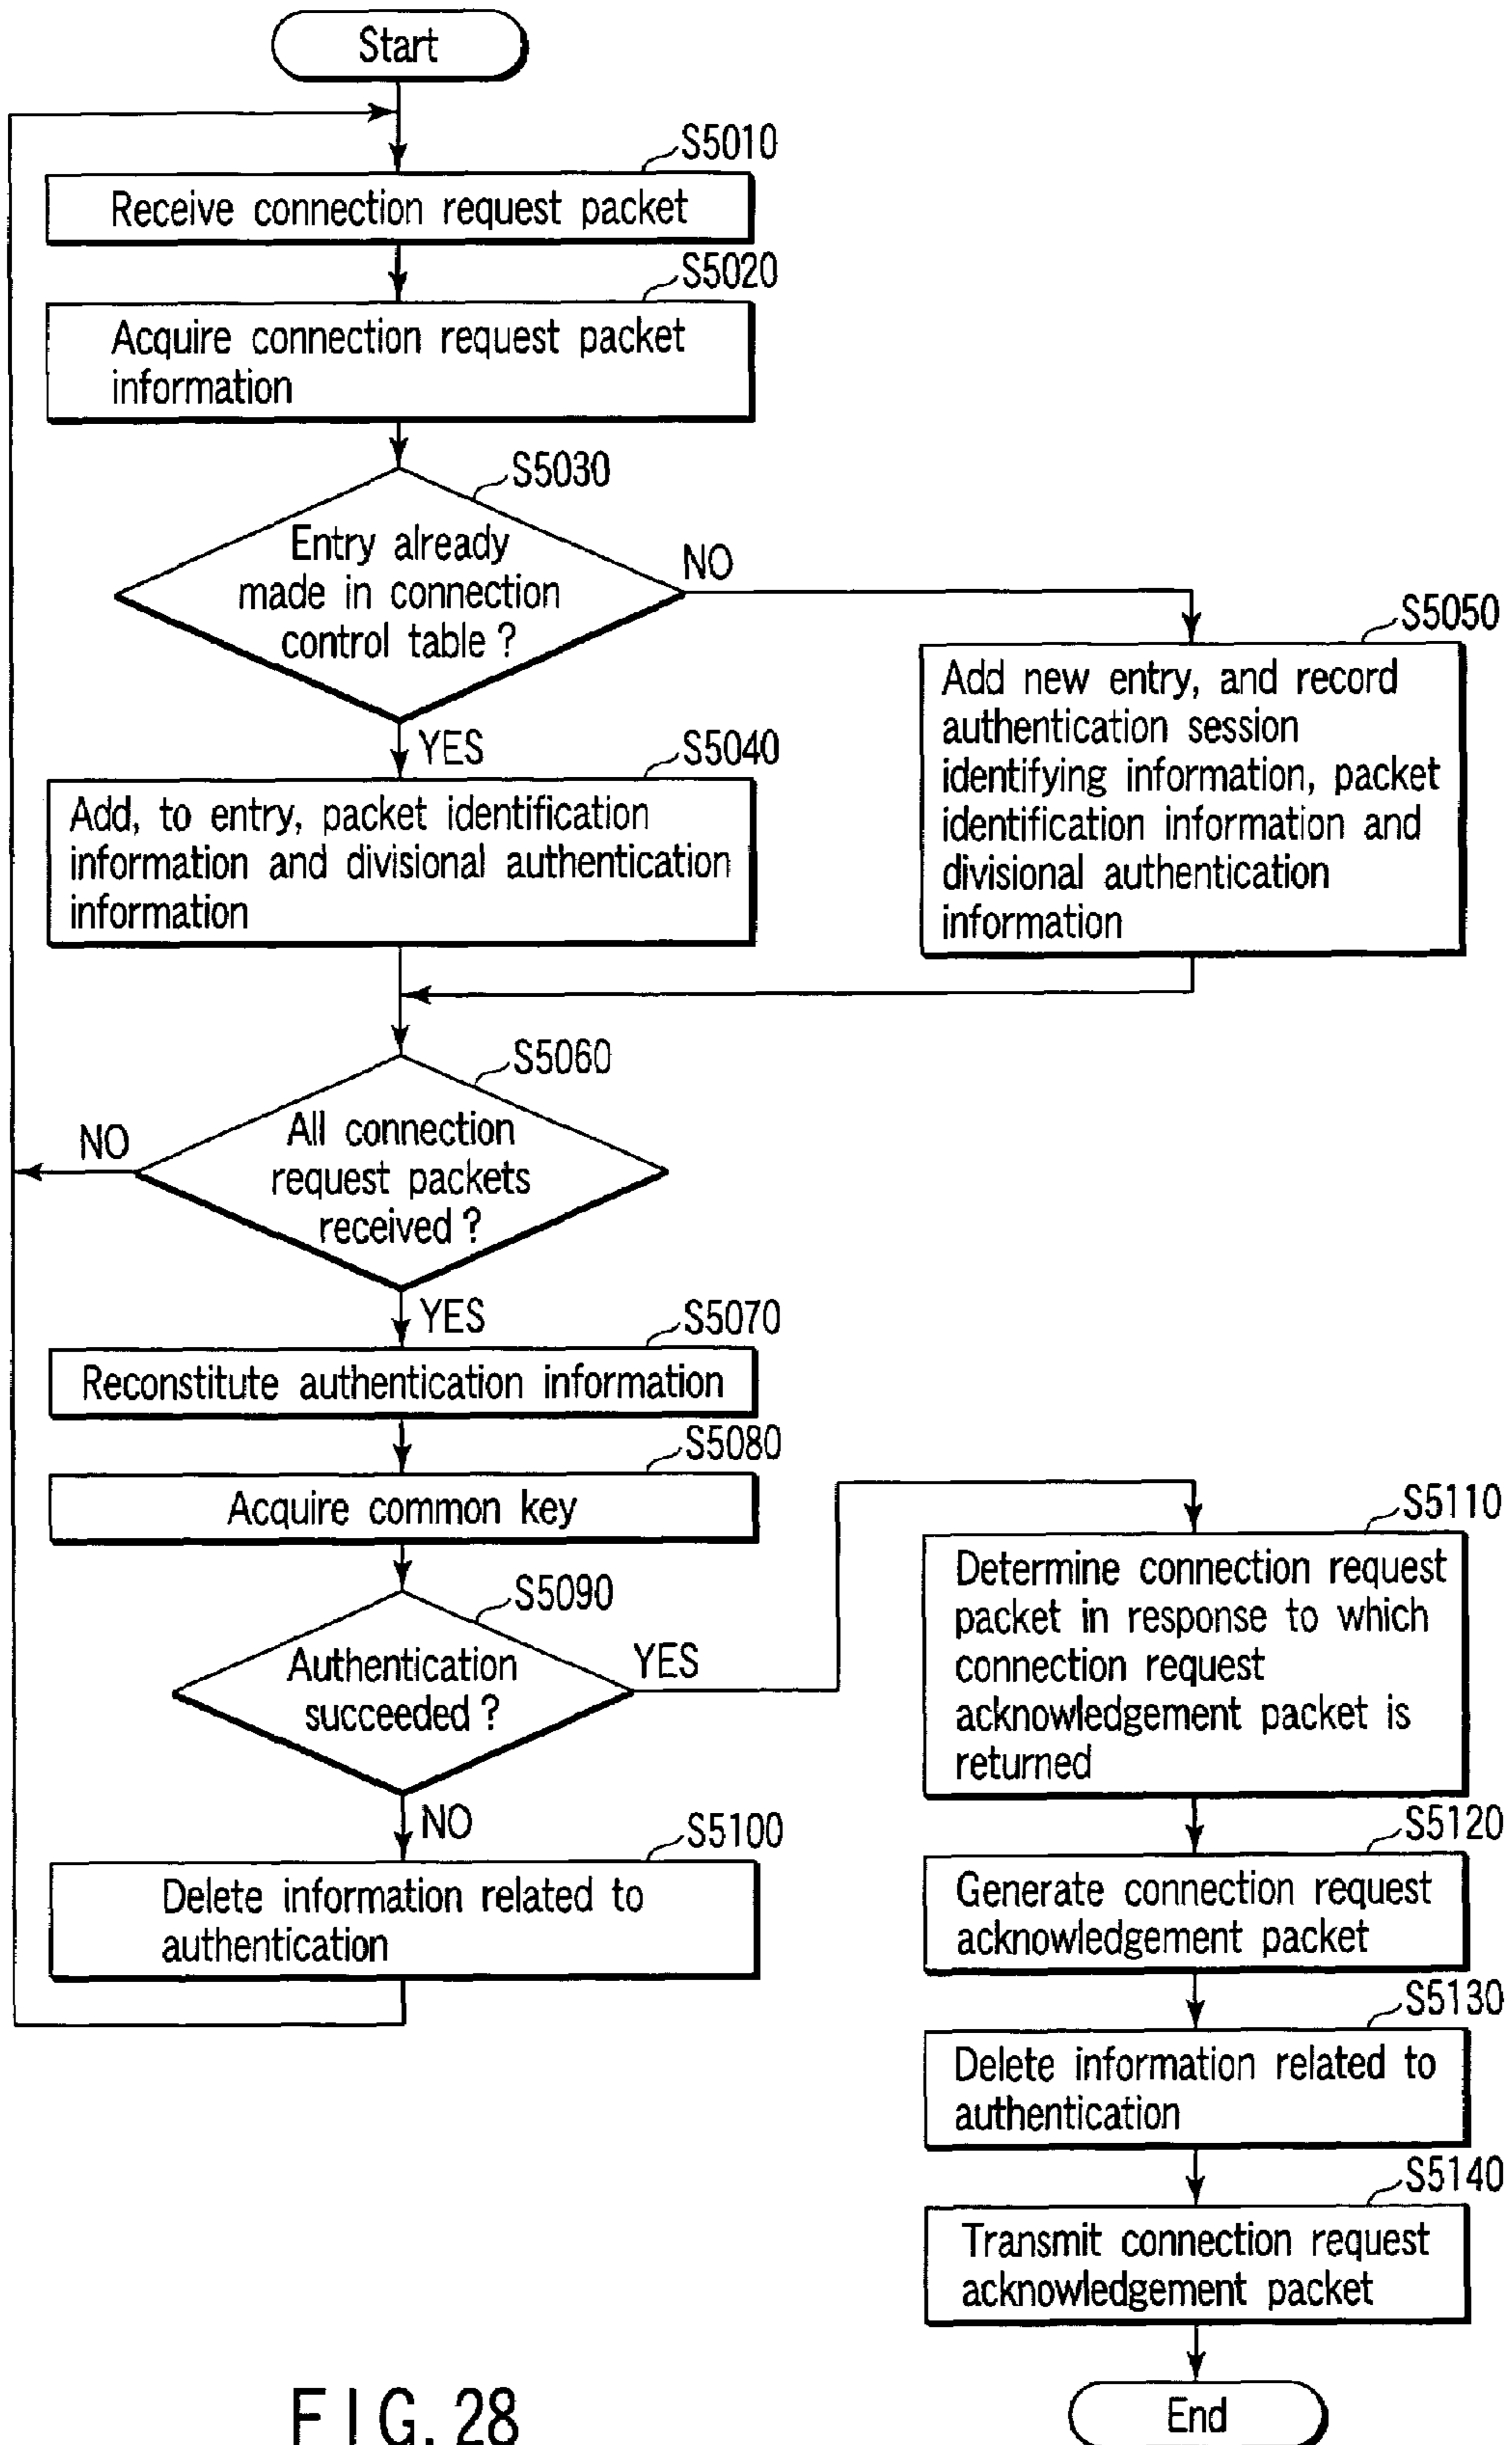 Start
S5010
Receive connection request packet
S5020
Acquire connection request packet
information
S5030
Entry already
made in connection
control table ?
NO
YES
S5050
Add new entry, and record
authentication session
identifying information, packet
identification information and
divisional authentication
information
S5040
Add, to entry, packet identification
information and divisional authentication
information
S5060
All connection
request packets
received ?
NO
YES
S5070
Reconstitute authentication information
S5080
Acquire common key
S5090
Authentication
succeeded ?
YES
NO
S5100
Delete information related to
authentication
S5110
Determine connection request
packet in response to which
connection request
acknowledgement packet is
returned
S5120
Generate connection request
acknowledgement packet
S5130
Delete information related to
authentication
S5140
Transmit connection request
acknowledgement packet
End
FIG. 28